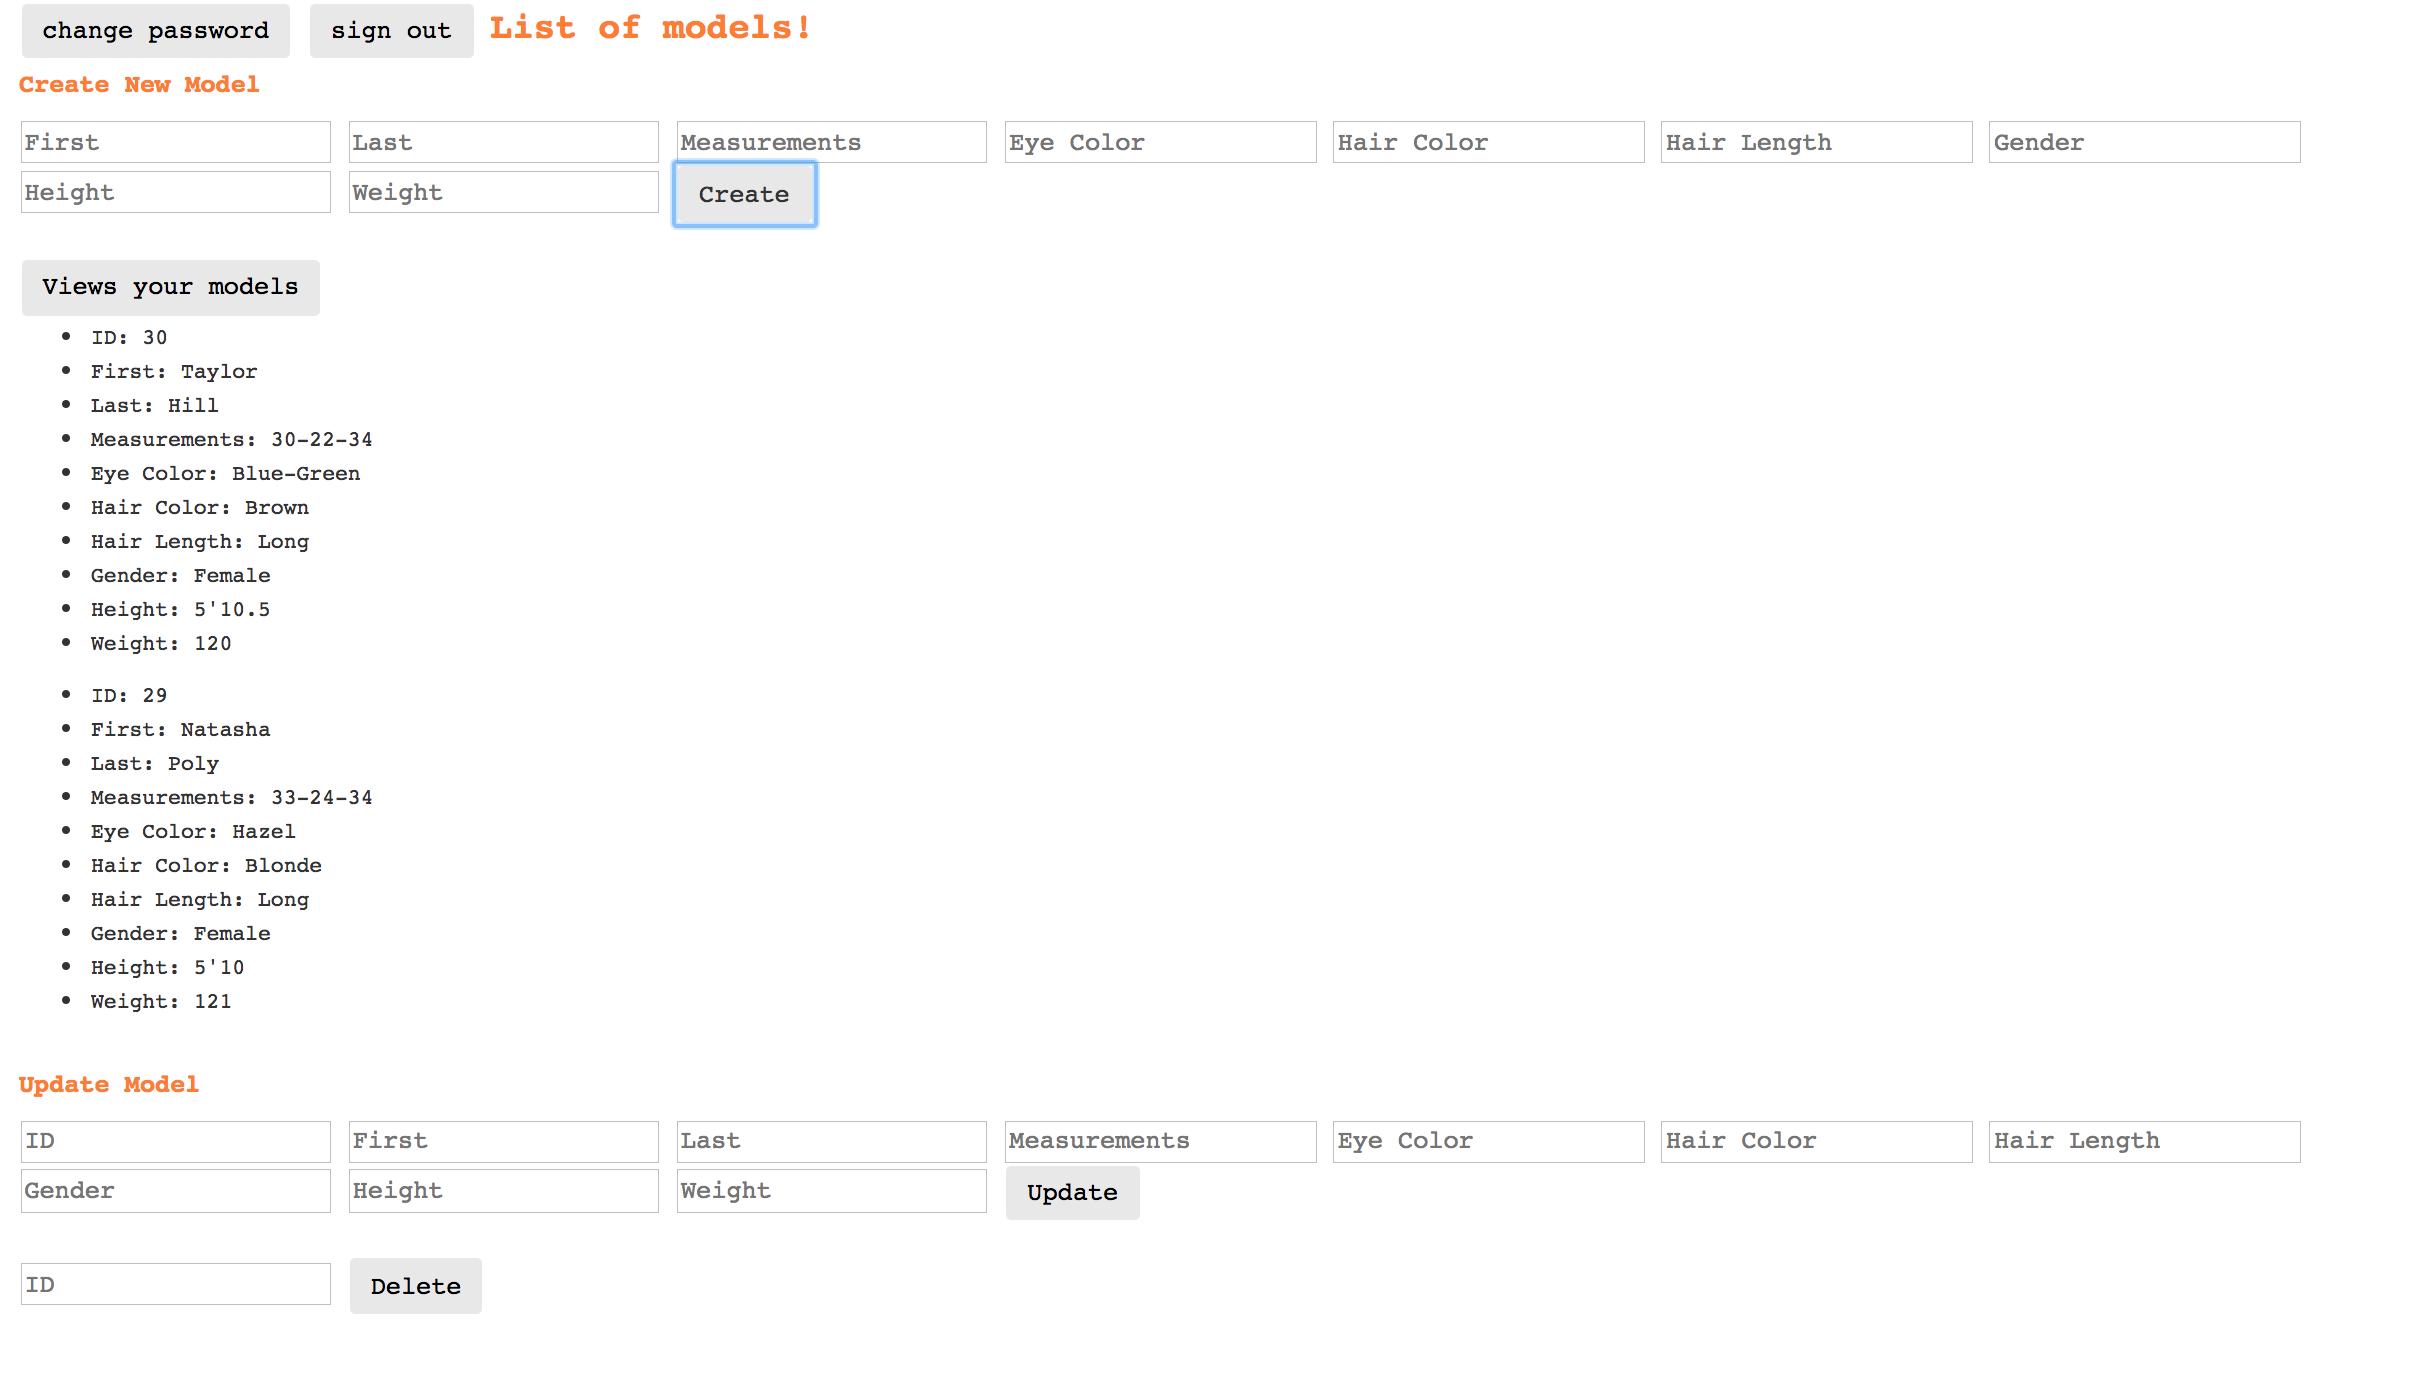 change password sign out List of models!
Create New Model
First Last Measurements Eye Color Hair Color Hair Length Gender
Height Weight Create
Views your models
ID: 30
First: Taylor
Last: Hill
Measurements: 30-22-34
Eye Color: Blue-Green
Hair Color: Brown
Hair Length: Long
Gender: Female
Height: 5'10.5
Weight: 120
ID: 29
First: Natasha
Last: Poly
Measurements: 33-24-34
Eye Color: Hazel
Hair Color: Blonde
Hair Length: Long
Gender: Female
Height: 5'10
Weight: 121
Update Model
ID First Last Measurements Eye Color Hair Color Hair Length
Gender Height Weight Update
ID Delete